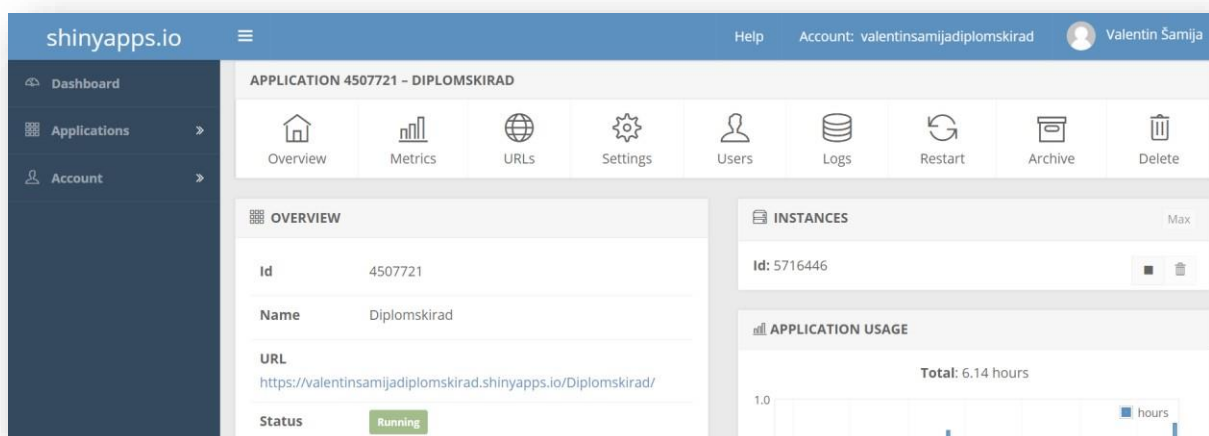 shinyapps.io
Help Account: valentinsamijadiplomskirad Valentin Šamija
Dashboard
Applications
Account
APPLICATION 4507721 – DIPLOMSKIRAD
Overview Metrics URLs Settings Users Logs Restart Archive Delete
OVERVIEW
Id 4507721
Name Diplomskirad
URL
https://valentinsamijadiplomskirad.shinyapps.io/Diplomskirad/
Status Running
INSTANCES Max
Id: 5716446
APPLICATION USAGE
Total: 6.14 hours
1.0
hours